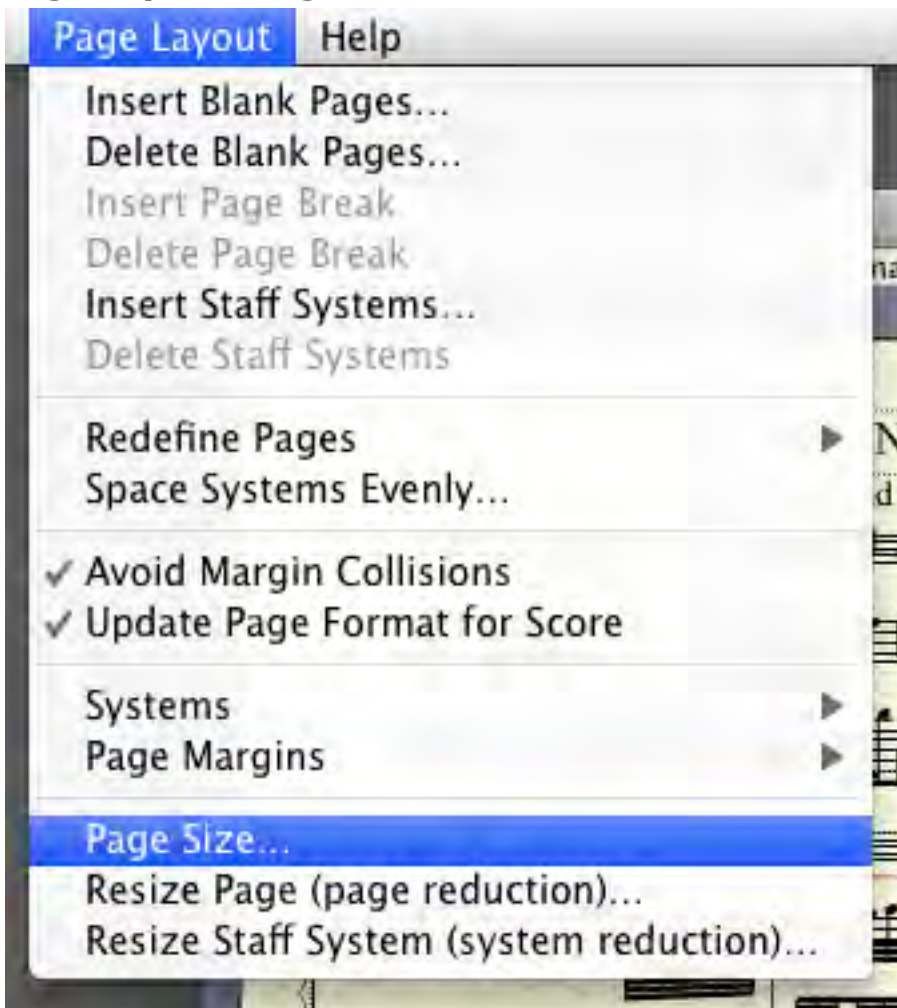 Page Layout Help
Insert Blank Pages...
Delete Blank Pages...
Insert Page Break
Delete Page Break
Insert Staff Systems...
Delete Staff Systems
Redefine Pages
Space Systems Evenly...
Avoid Margin Collisions
Update Page Format for Score
Systems
Page Margins
Page Size...
Resize Page (page reduction)...
Resize Staff System (system reduction)...